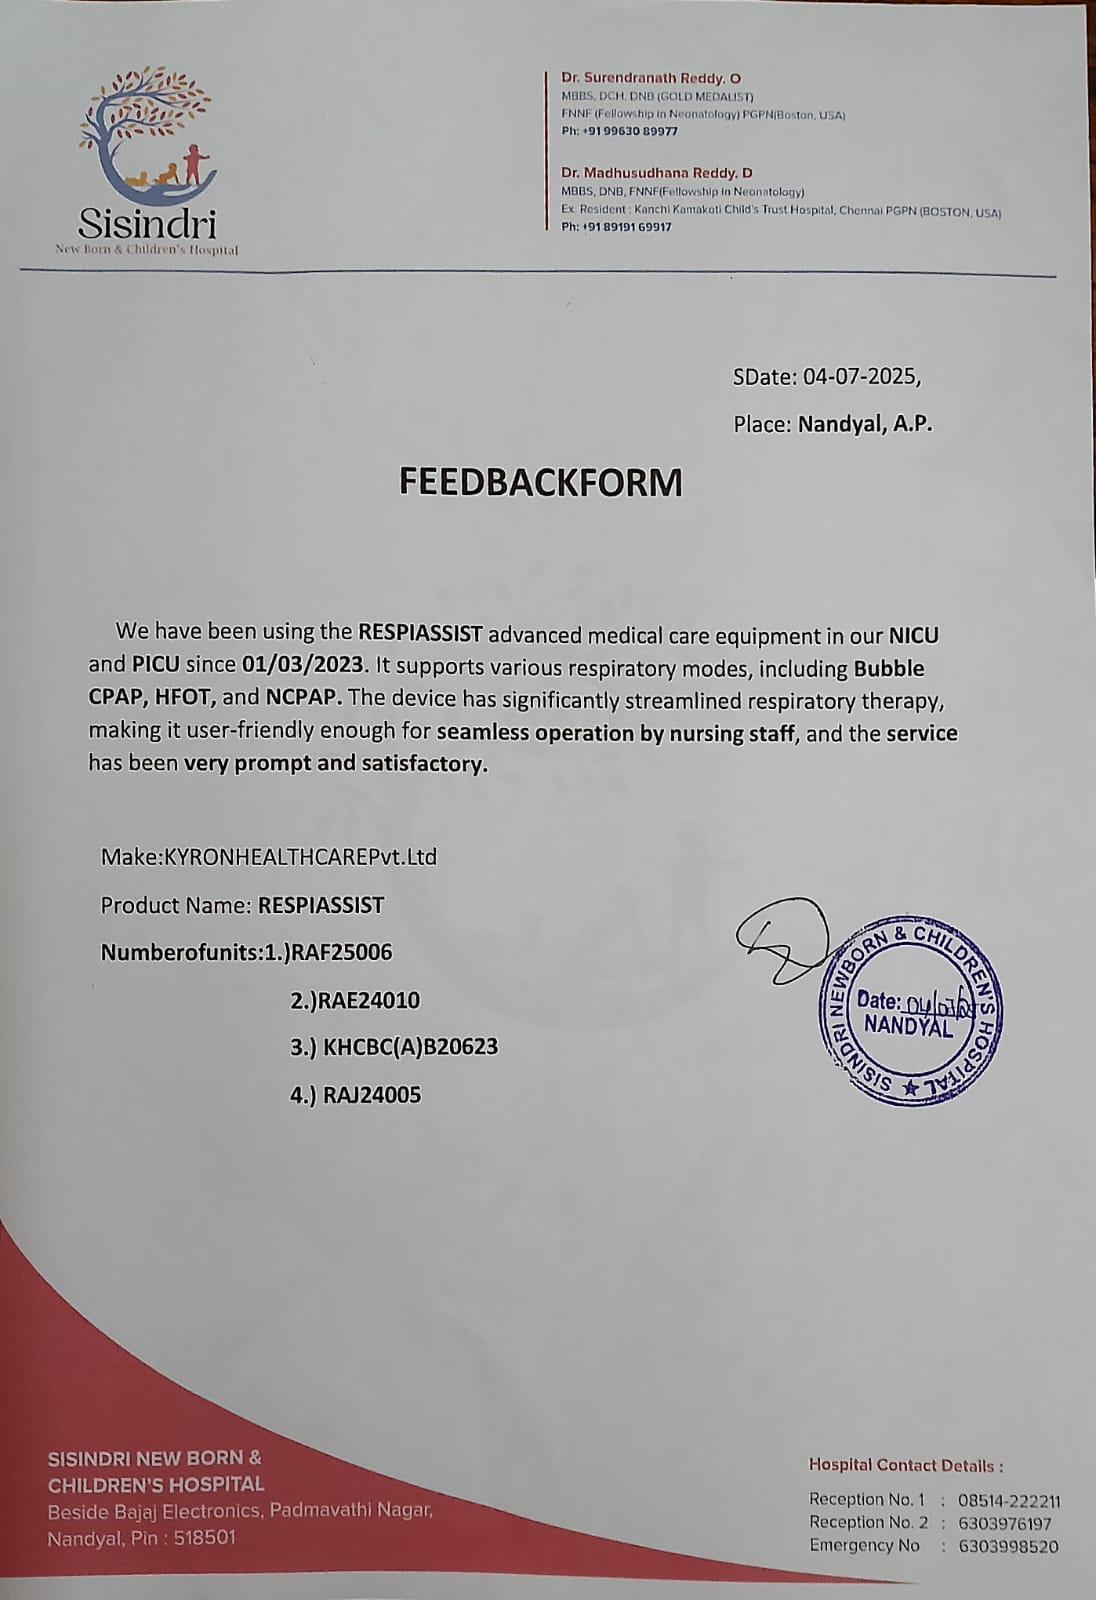 Sisindri
New Born & Children's Hospital
Dr. Surendranath Reddy. O
MBBS, DCH, DNB (GOLD MEDALIST)
FNNF (Fellowship in Neonatology) PGPN(Boston, USA)
Ph: +91 99630 89977
Dr. Madhusudhana Reddy. D
MBBS, DNB, FNNF(Fellowship in Neonatology)
Ex. Resident : Kanchi Kamakoti Child's Trust Hospital, Chennai PGPN (BOSTON, USA)
Ph: +91 89191 69917
SDate: 04-07-2025,
Place: Nandyal, A.P.
FEEDBACKFORM
We have been using the RESPIASSIST advanced medical care equipment in our NICU
and PICU since 01/03/2023. It supports various respiratory modes, including Bubble
CPAP, HFOT, and NCPAP. The device has significantly streamlined respiratory therapy,
making it user-friendly enough for seamless operation by nursing staff, and the service
has been very prompt and satisfactory.
Make:KYRONHEALTHCAREPvt.Ltd
Product Name: RESPIASSIST
Numberofunits:1.)RAF25006
2.)RAE24010
3.) KHCBC(A)B20623
4.) RAJ24005
SISINDRI NEWBORN & CHILDREN'S HOSPITAL
Date: 04/07/25
NANDYAL
SISINDRI NEW BORN &
CHILDREN'S HOSPITAL
Beside Bajaj Electronics, Padmavathi Nagar,
Nandyal, Pin : 518501
Hospital Contact Details :
Reception No. 1 : 08514-222211
Reception No. 2 : 6303976197
Emergency No : 6303998520